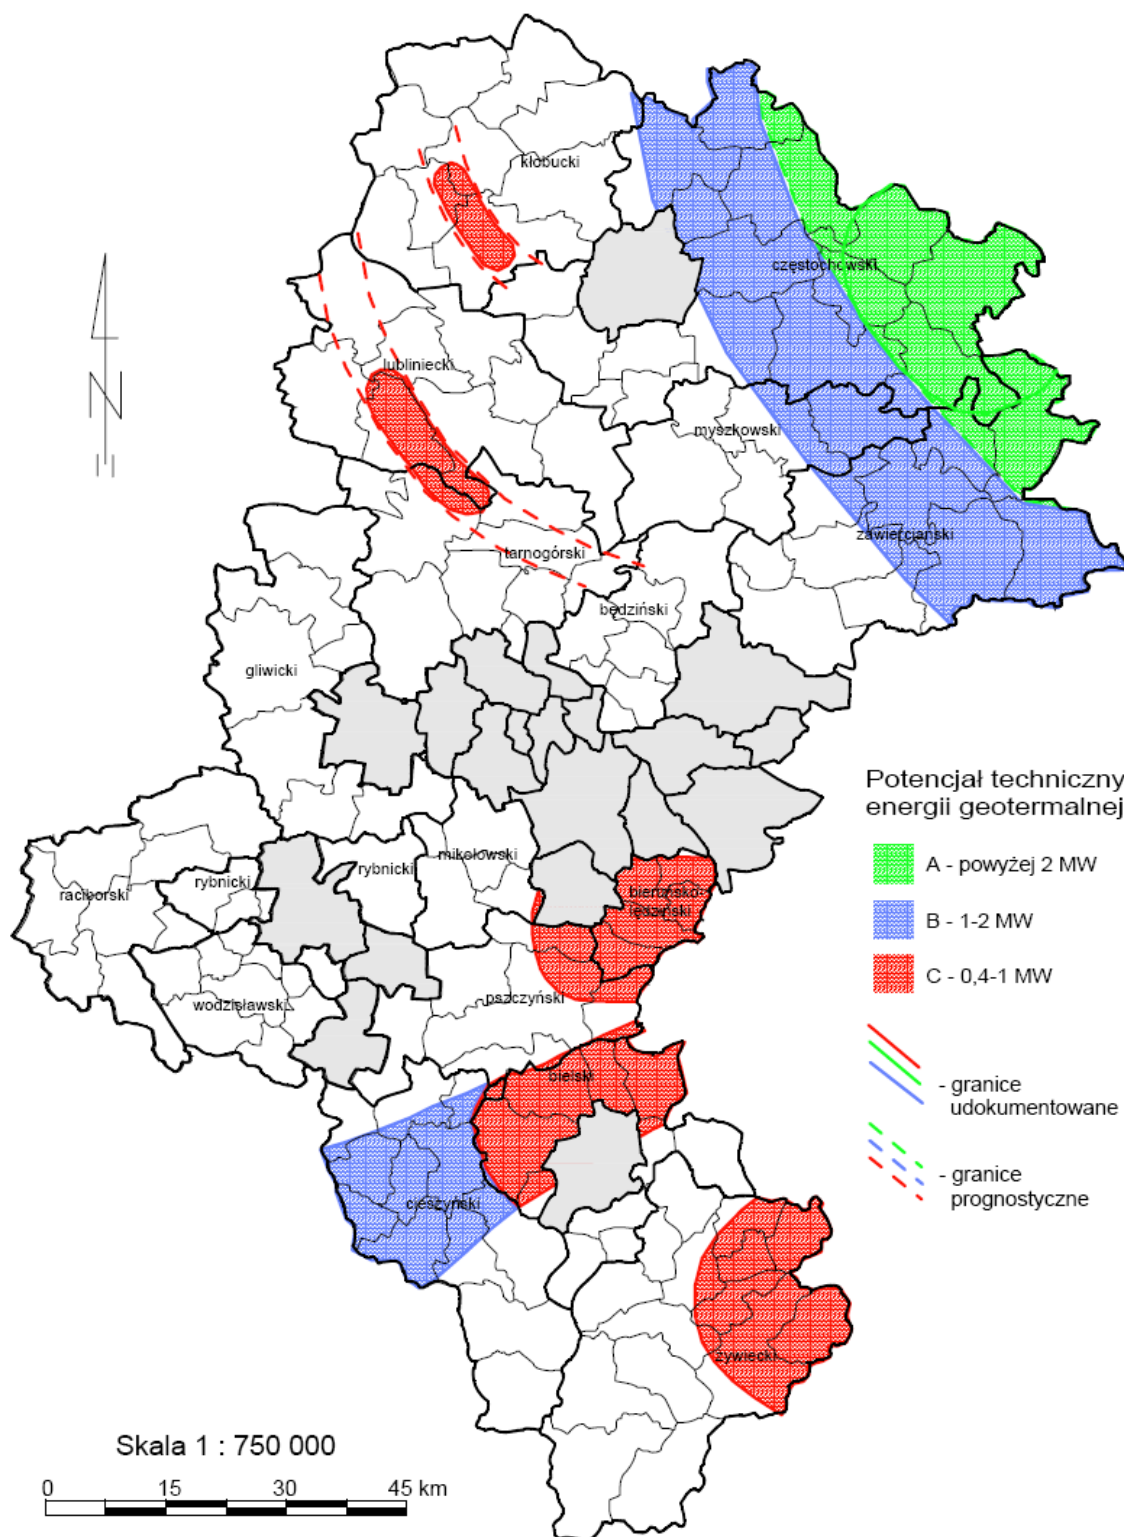 kłobucki
częstochowski
lubliniecki
myszkowski
zawierciański
tarnogórski
będziński
gliwicki
N
Potencjał techniczny
energii geotermalnej
A - powyżej 2 MW
B - 1-2 MW
C - 0,4-1 MW
- granice
udokumentowane
- granice
prognostyczne
mikołowski
rybnicki
rybnicki
raciborski
bieruńsko-
lędziński
pszczyński
wodzisławski
bielski
cieszyński
żywiecki
Skala 1 : 750 000
0 15 30 45 km